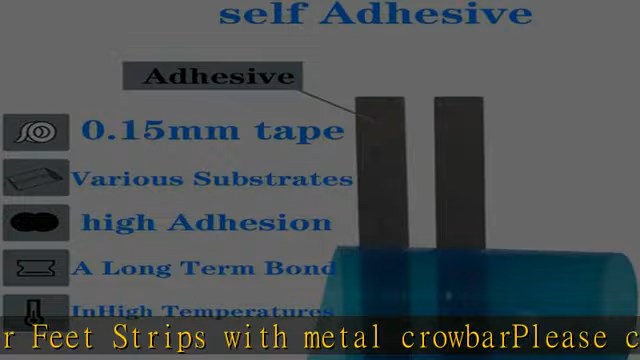 self Adhesive
Adhesive
0.15mm tape
Various Substrates
high Adhesion
A Long Term Bond
InHigh Temperatures
Feet Strips with metal crowbarPlease